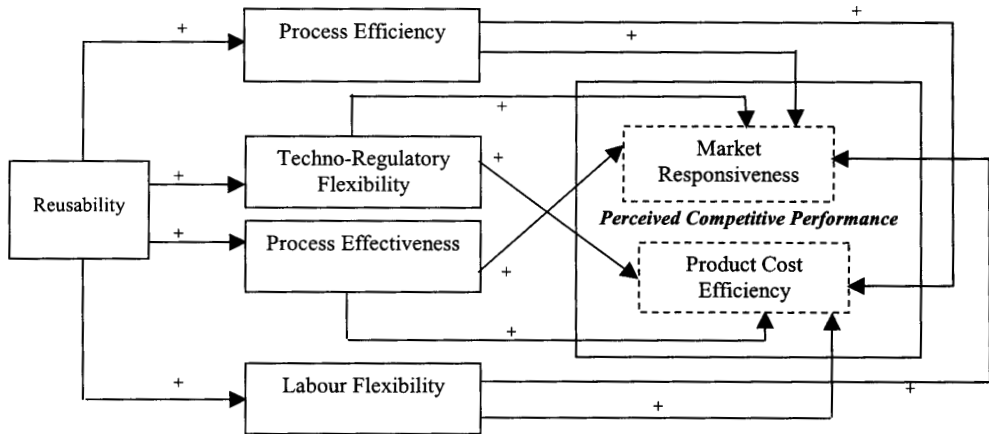 +
+
Process Efficiency
+
+
+
Techno-Regulatory
Flexibility
+
Market
Responsiveness
Reusability
+
Perceived Competitive Performance
+
Process Effectiveness
+
Product Cost
Efficiency
+
+
Labour Flexibility
+
+